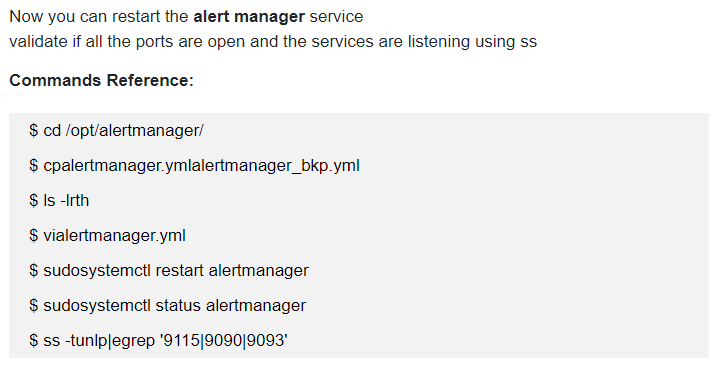 Now you can restart the alert manager service
validate if all the ports are open and the services are listening using ss
Commands Reference:
$ cd /opt/alertmanager/
$ cpalertmanager.ymlalertmanager_bkp.yml
$ ls -lrth
$ vialertmanager.yml
$ sudosystemctl restart alertmanager
$ sudosystemctl status alertmanager
$ ss -tunlp|egrep '9115|9090|9093'